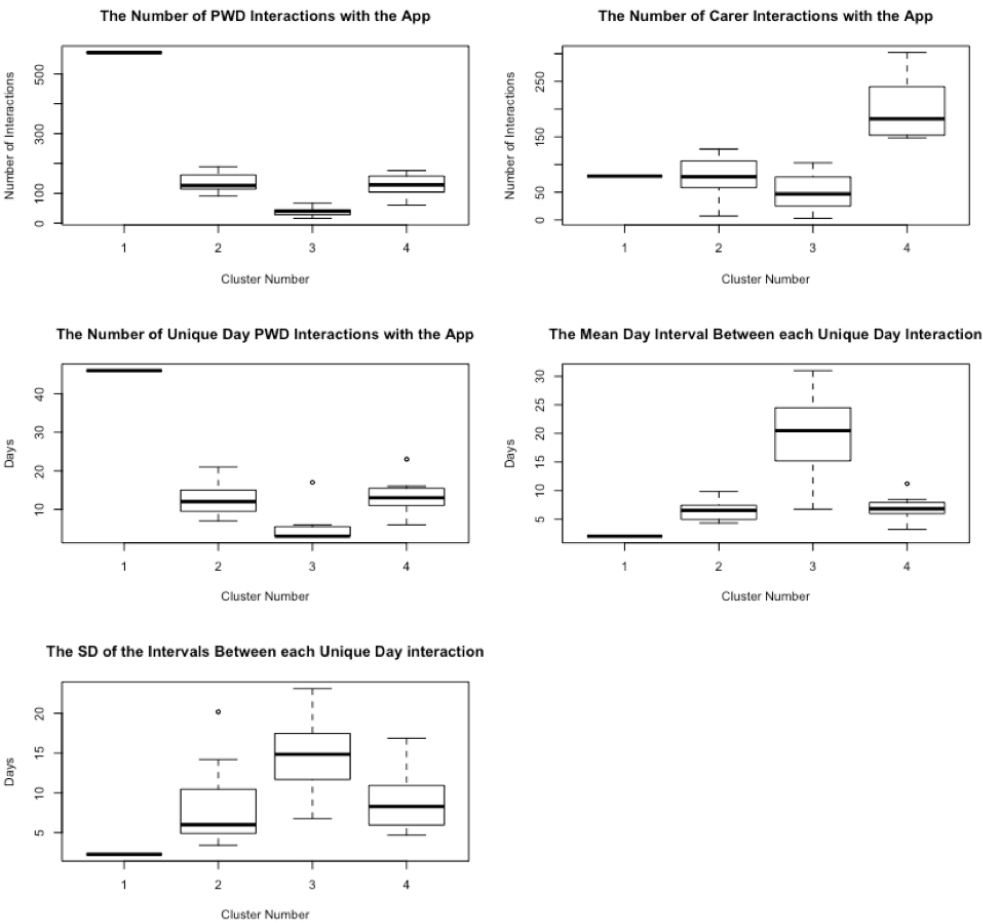 The Number of PWD Interactions with the App
Number of Interactions
500
300
100
0
1 2 3 4
Cluster Number
The Number of Carer Interactions with the App
Number of Interactions
250
150
50
0
1 2 3 4
Cluster Number
The Number of Unique Day PWD Interactions with the App
Days
40
30
20
10
1 2 3 4
Cluster Number
The Mean Day Interval Between each Unique Day Interaction
Days
30
25
20
15
10
5
1 2 3 4
Cluster Number
The SD of the Intervals Between each Unique Day interaction
Days
20
15
10
5
1 2 3 4
Cluster Number